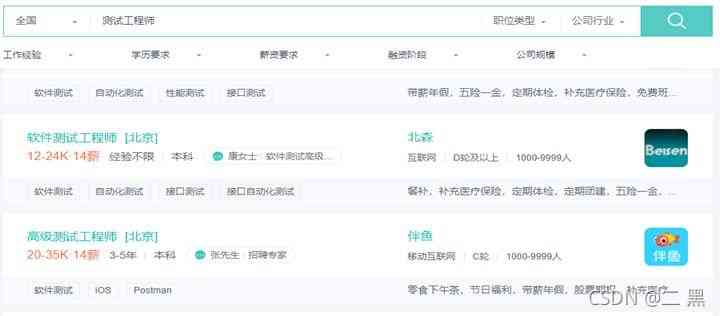 全国 测试工程师 职位类型 公司行业
工作经验 学历要求 薪资要求 融资阶段 公司规模
软件测试 自动化测试 性能测试 接口测试 带薪年假，五险一金，定期体检，补充医疗保险，免费班...
软件测试工程师 [北京] 北森
12-24K·14薪 经验不限 本科 康女士 软件测试高级... 互联网 D轮及以上 1000-9999人
Beisen
软件测试 自动化测试 接口测试 接口自动化测试 餐补，补充医疗保险，定期体检，定期团建，五险一金，...
高级测试工程师 [北京] 伴鱼
20-35K·14薪 3-5年 本科 张先生 招聘专家 移动互联网 C轮 1000-9999人
伴鱼
软件测试 iOS Postman 零食下午茶，节日福利，带薪年假，股票期权，补充医疗...
CSDN @二 黑